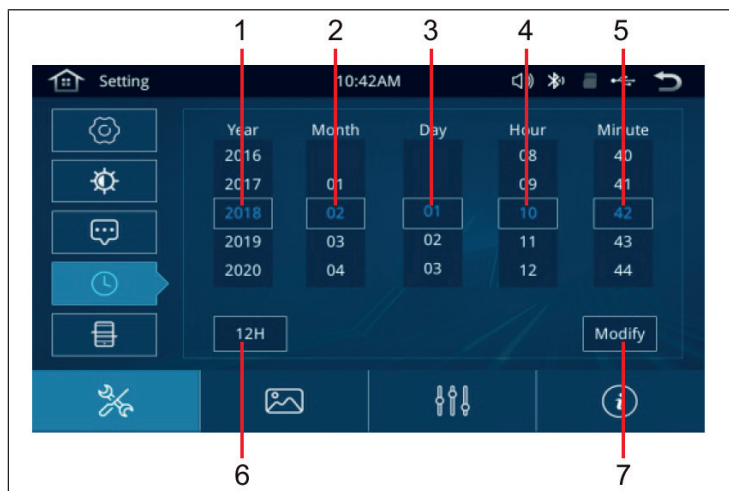 1 2 3 4 5
Setting 10:42AM
Year Month Day Hour Minute
2016 08 40
2017 01 09 41
2018 02 01 10 42
2019 03 02 11 43
2020 04 03 12 44
12H Modify
6 7